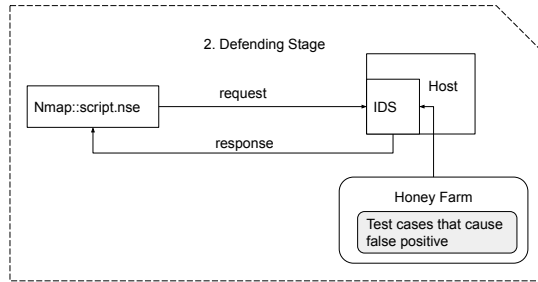 2. Defending Stage
Host
request
Nmap::script.nse
IDS
response
Honey Farm
Test cases that cause
false positive